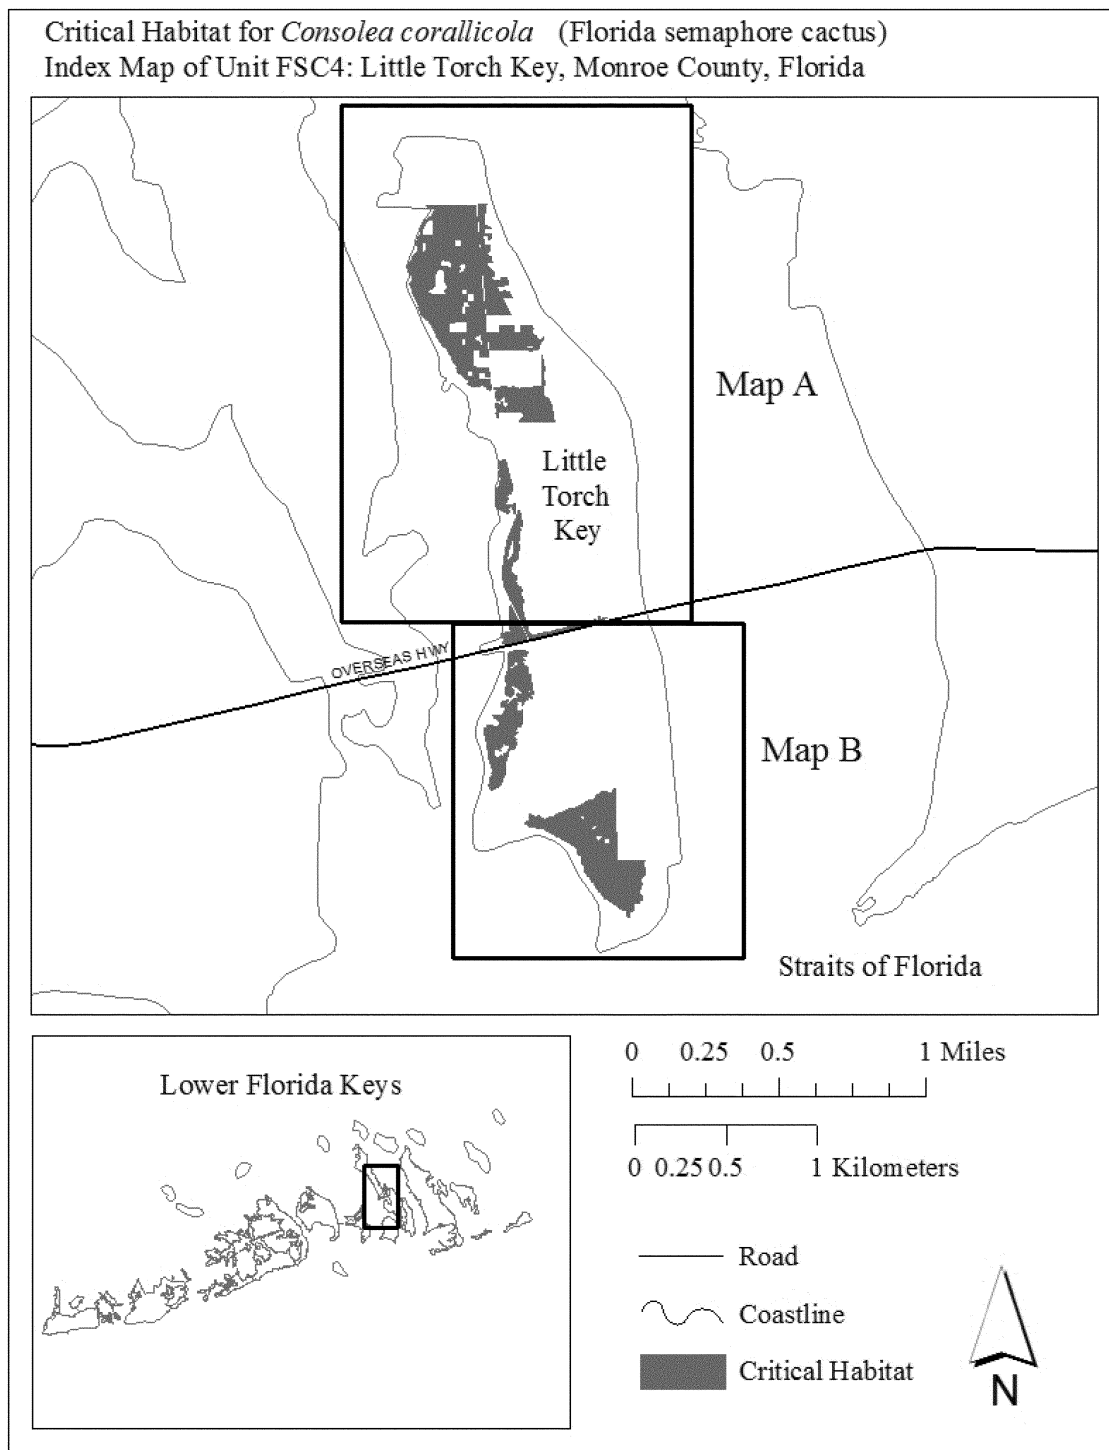 Critical Habitat for Consolea corallicola (Florida semaphore cactus)
Index Map of Unit FSC4: Little Torch Key, Monroe County, Florida
Map A
Little
Torch
Key
OVERSEAS HWY
Map B
Straits of Florida
Lower Florida Keys
0 0.25 0.5 1 Miles
0 0.25 0.5 1 Kilometers
Road
Coastline
Critical Habitat
N